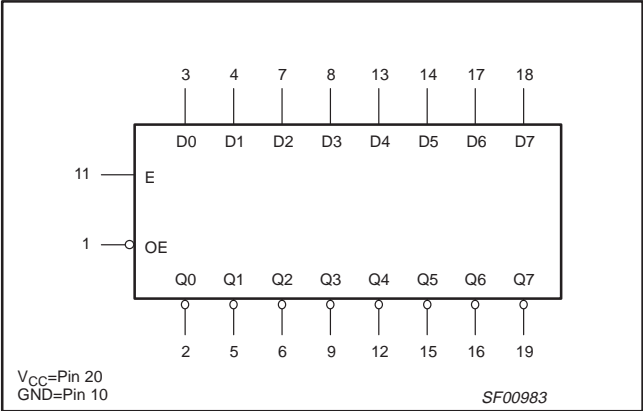 3 4 7 8 13 14 17 18
D0 D1 D2 D3 D4 D5 D6 D7
11 E
1 OE
Q0 Q1 Q2 Q3 Q4 Q5 Q6 Q7
2 5 6 9 12 15 16 19
VCC=Pin 20
GND=Pin 10
SF00983